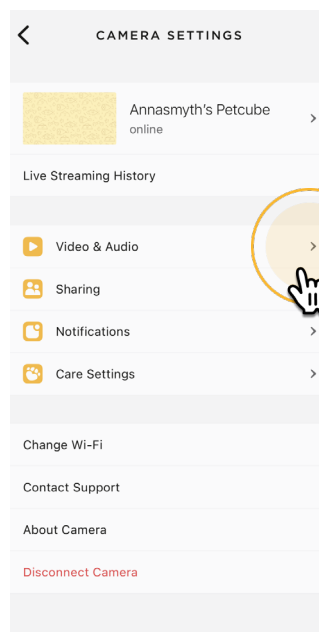 CAMERA SETTINGS
Annasmyth's Petcube
online
Live Streaming History
Video & Audio
Sharing
Notifications
Care Settings
Change Wi-Fi
Contact Support
About Camera
Disconnect Camera